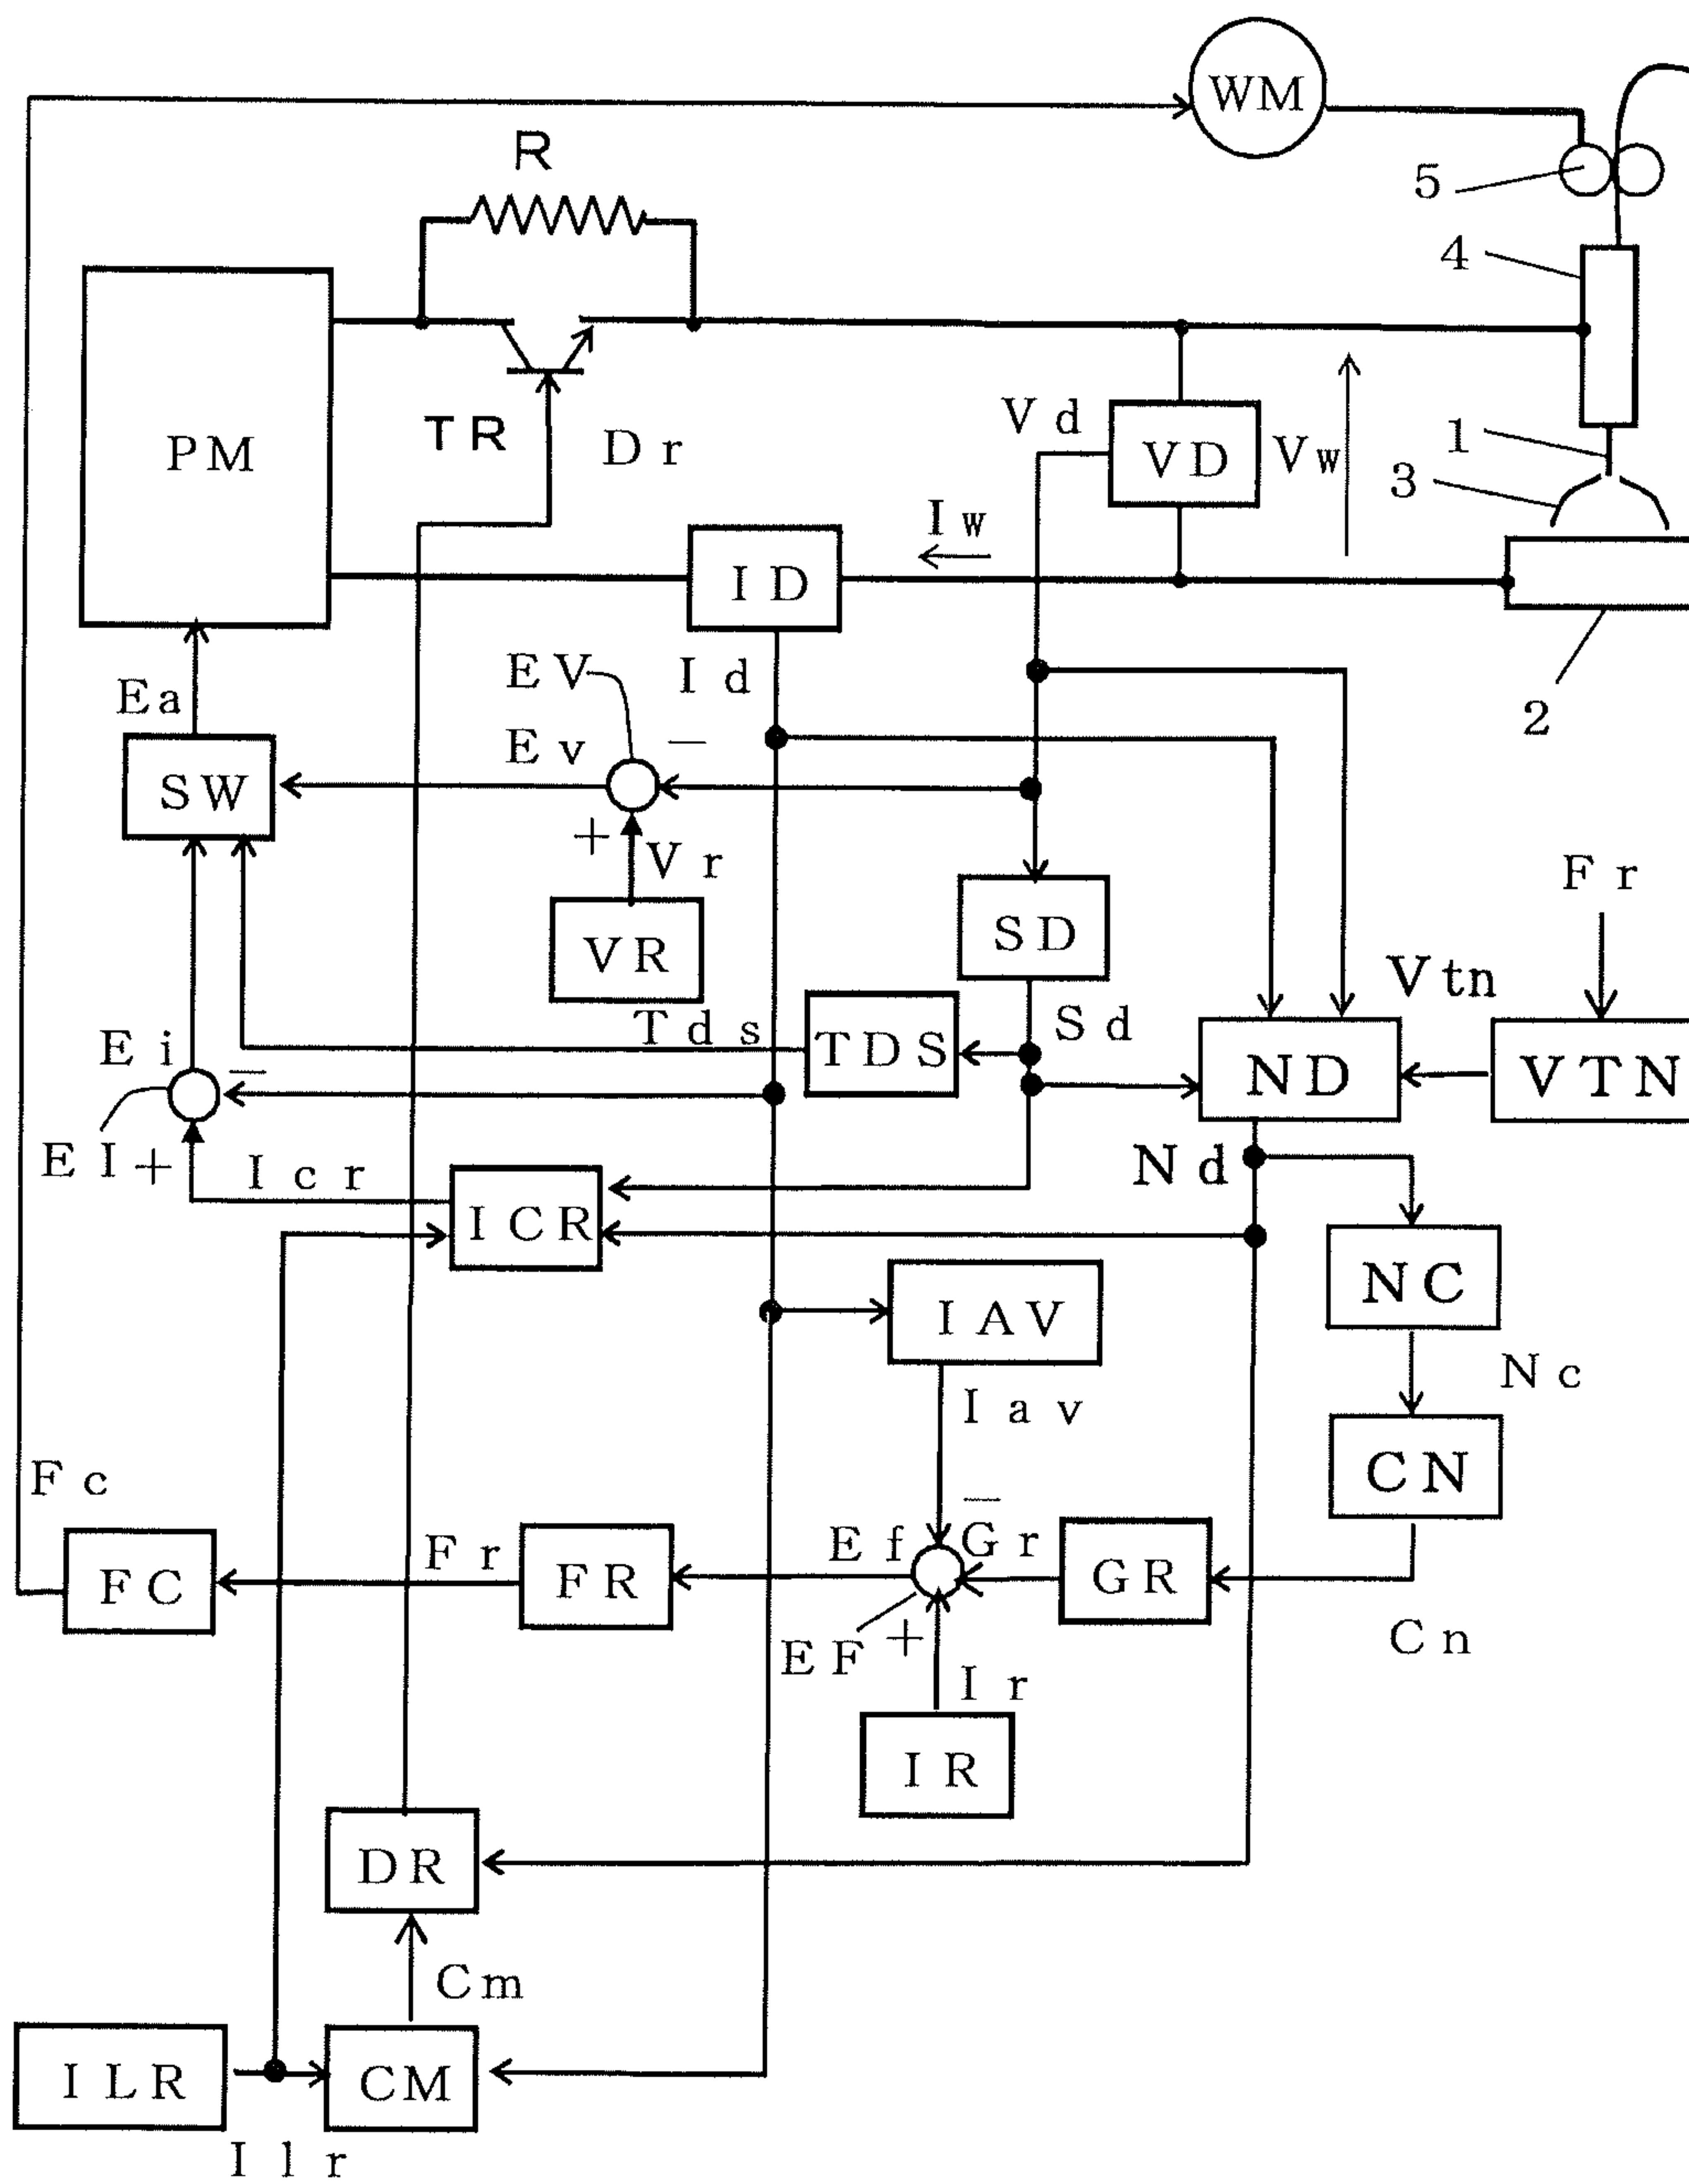 WM
R
5
4
PM
TR
Dr
Vd
VD
Vw
1
3
Iw
ID
2
EV
Id
Ea
Ev
−
SW
+
Vr
VR
SD
Fr
Vtn
Tds
TDS
Sd
ND
VTN
Ei
−
EI
+
Icr
ICR
Nd
NC
IAV
Nc
Iav
CN
Fc
FC
Fr
FR
Ef
−
Gr
GR
EF
+
Cn
Ir
IR
DR
Cm
ILR
CM
Ilr